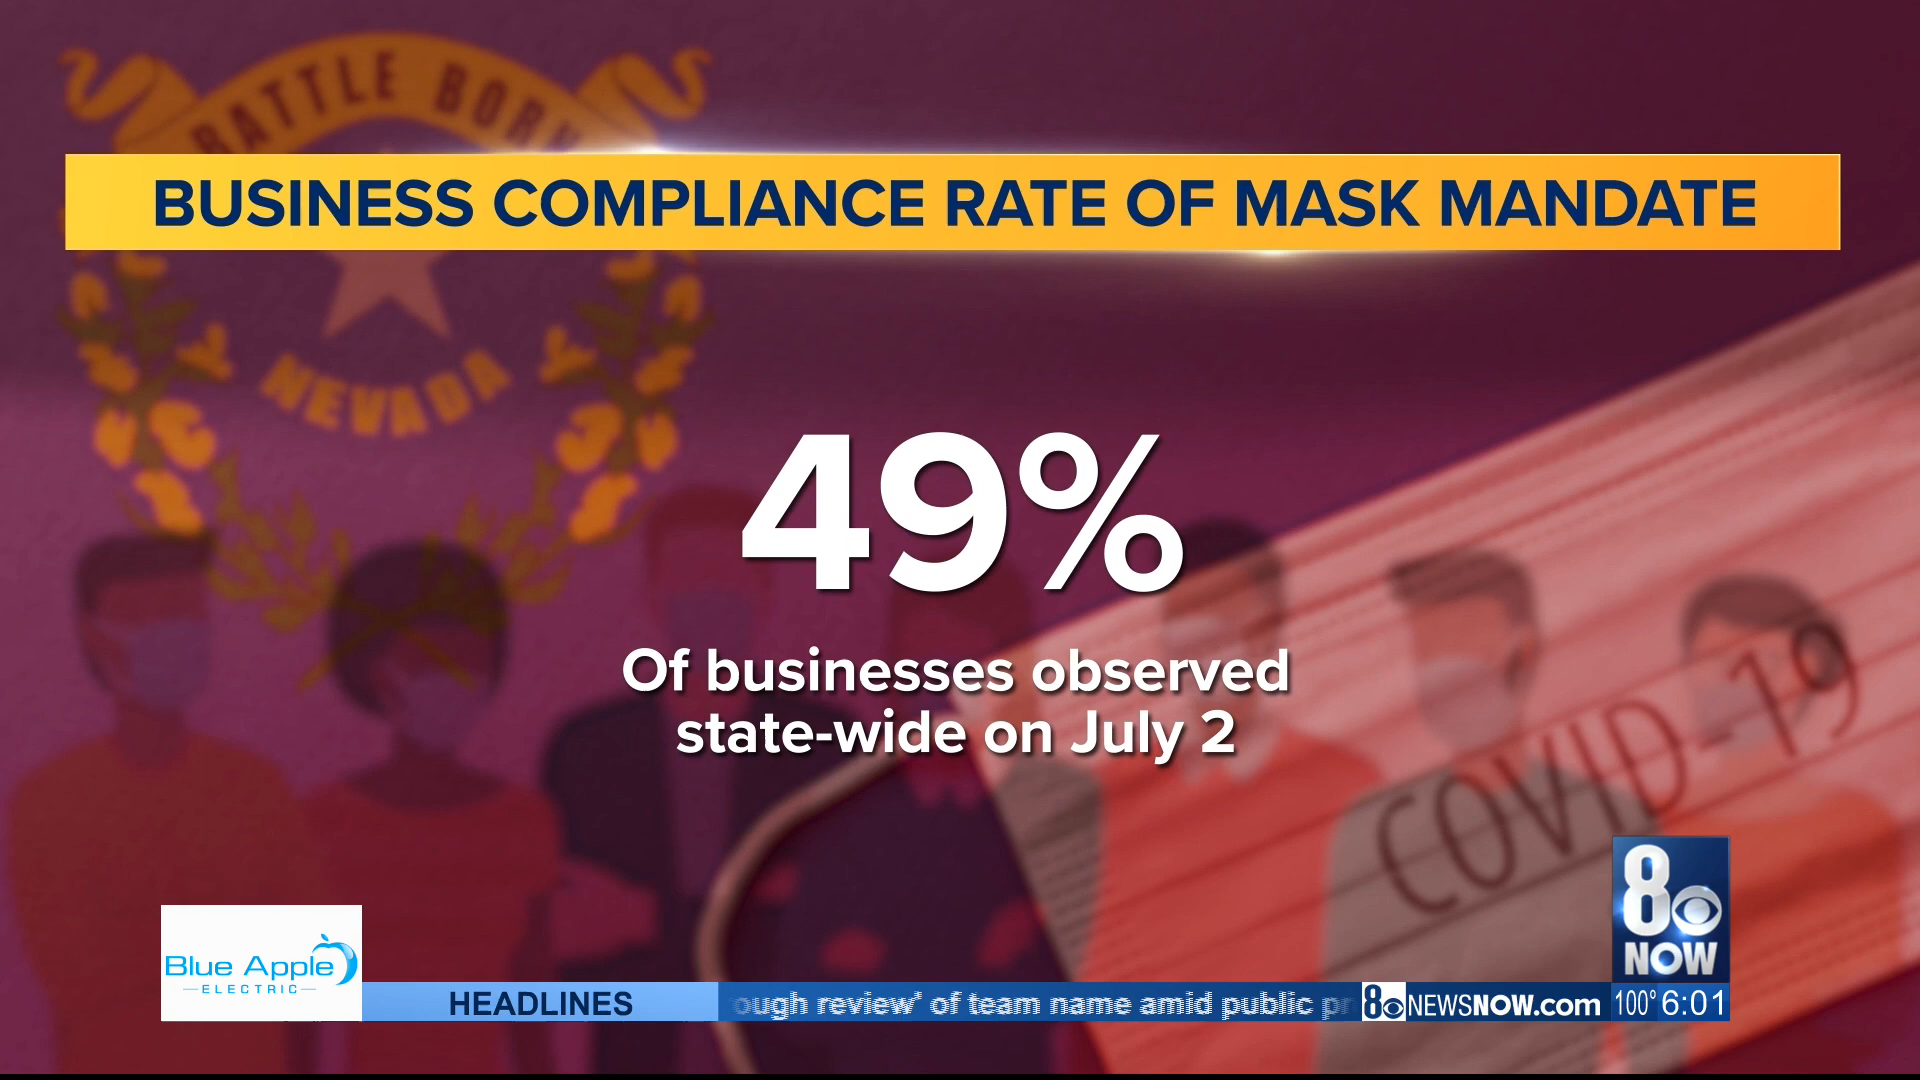 BATTLE BORN
BUSINESS COMPLIANCE RATE OF MASK MANDATE
NEVADA
49%
Of businesses observed
state-wide on July 2
COVID-19
8
NOW
Blue Apple
ELECTRIC
HEADLINES
ough review' of team name amid public pr
8 NEWSNOW.com
100° 6:01